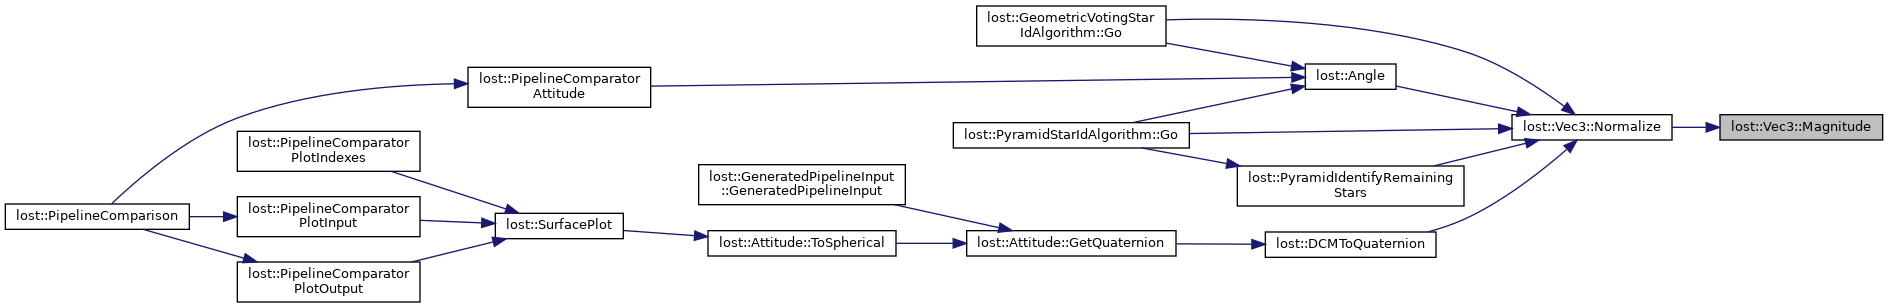 lost::GeometricVotingStar
IdAlgorithm::Go
lost::PipelineComparator
Attitude
lost::Angle
lost::PyramidStarIdAlgorithm::Go
lost::Vec3::Normalize
lost::Vec3::Magnitude
lost::PipelineComparator
PlotIndexes
lost::GeneratedPipelineInput
::GeneratedPipelineInput
lost::PyramidIdentifyRemaining
Stars
lost::PipelineComparison
lost::PipelineComparator
PlotInput
lost::SurfacePlot
lost::Attitude::ToSpherical
lost::Attitude::GetQuaternion
lost::DCMToQuaternion
lost::PipelineComparator
PlotOutput